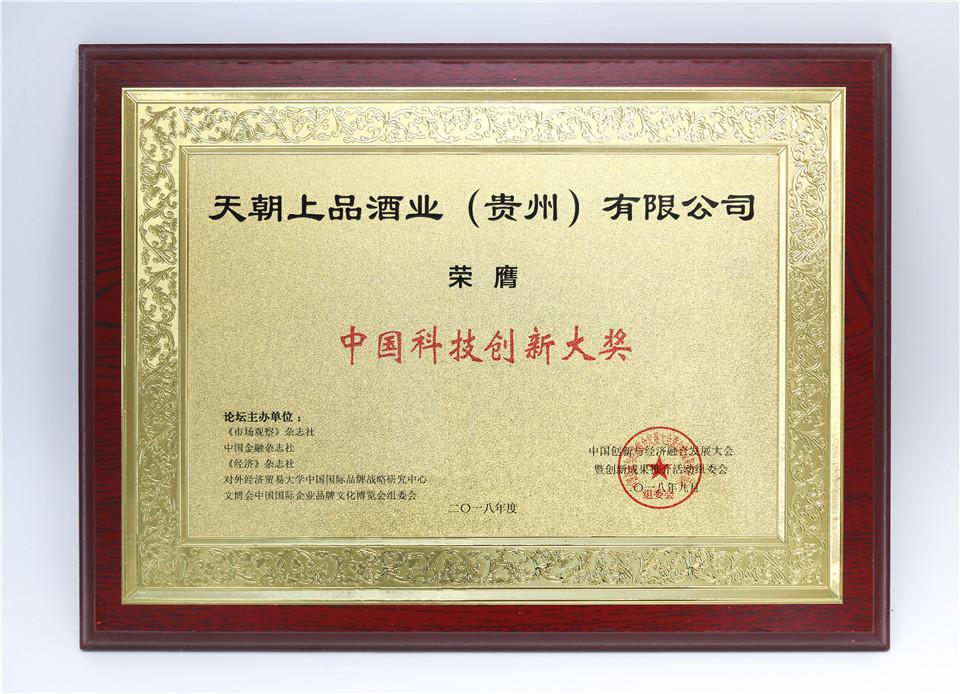 天朝上品酒业（贵州）有限公司
荣膺
中国科技创新大奖
论坛主办单位：
《市场观察》杂志社
中国金融杂志社
《经济》杂志社
对外经济贸易大学中国国际品牌战略研究中心
文博会中国国际企业品牌文化博览会组委会
二〇一八年度
中国创新与经济融合发展大会
暨创新成果推介活动组委会
二〇一八年九月
组委会